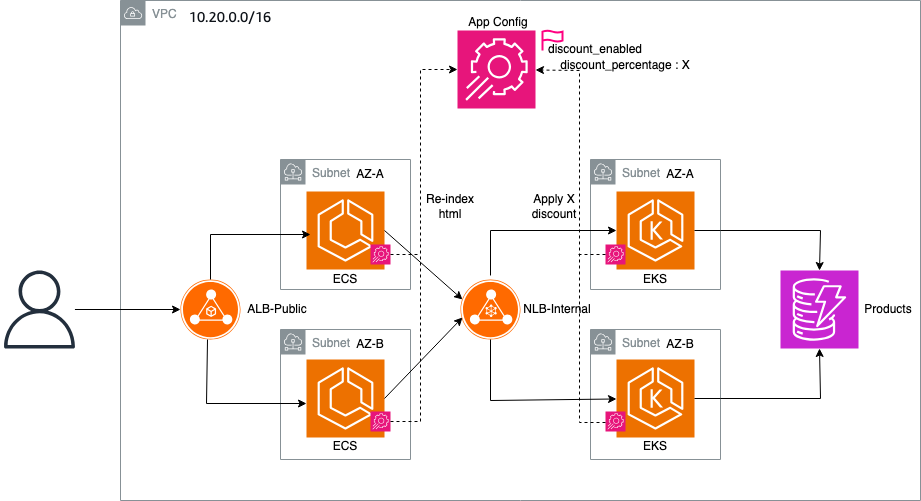 VPC 10.20.0.0/16
App Config
discount_enabled
discount_percentage : X
Subnet AZ-A
ECS
Re-index
html
Apply X
discount
Subnet AZ-A
EKS
ALB-Public
NLB-Internal
Products
Subnet AZ-B
ECS
Subnet AZ-B
EKS